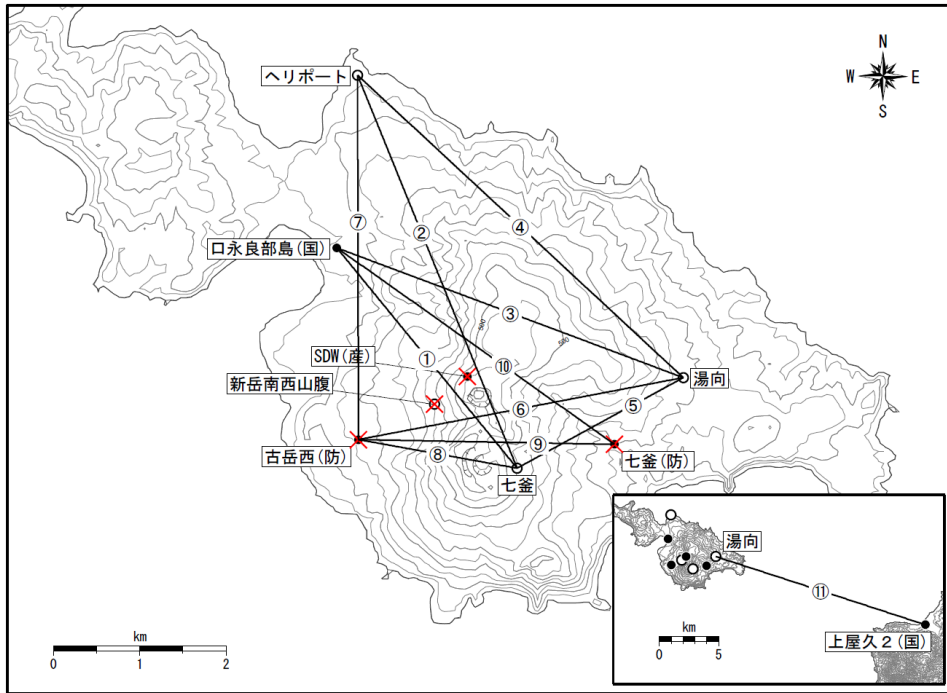 N
W E
S
ヘリポート
⑦
②
④
口永良部島(国)
③
500
500
SDW(産)
①
⑩
新岳南西山腹
湯向
⑥
⑤
古岳西(防)
⑧
⑨
七釜(防)
七釜
km
0 1 2
湯向
⑪
km
0 5
上屋久2(国)